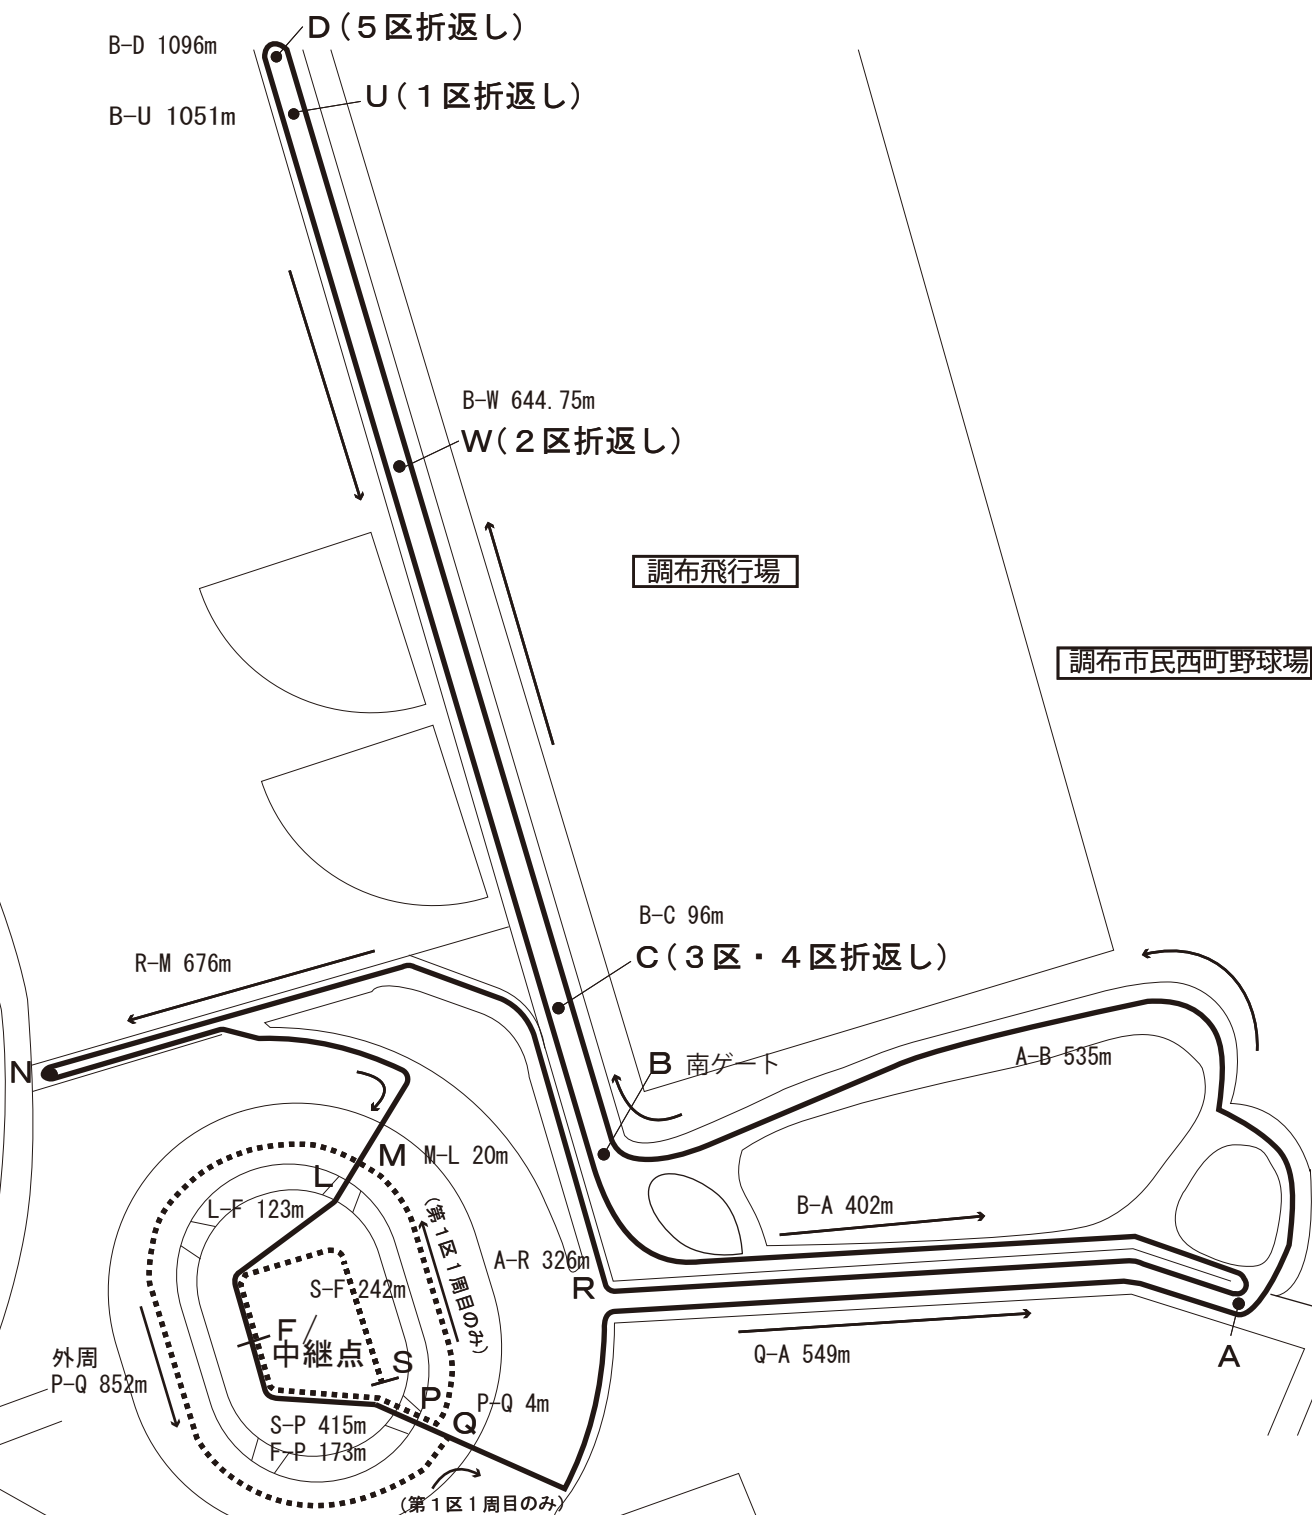 D(5区折返し)
B-D 1096m
U(1区折返し)
B-U 1051m
B-W 644.75m
W(2区折返し)
調布飛行場
調布市民西町野球場
B-C 96m
C(3区・4区折返し)
R-M 676m
N
B 南ゲート
A-B 535m
M
M-L 20m
L
L-F 123m
B-A 402m
(第1区1周目のみ)
A-R 326m
R
S-F 242m
F
中継点
S
Q-A 549m
A
外周
P-Q 852m
P
P-Q 4m
Q
S-P 415m
F-P 173m
(第1区1周目のみ)